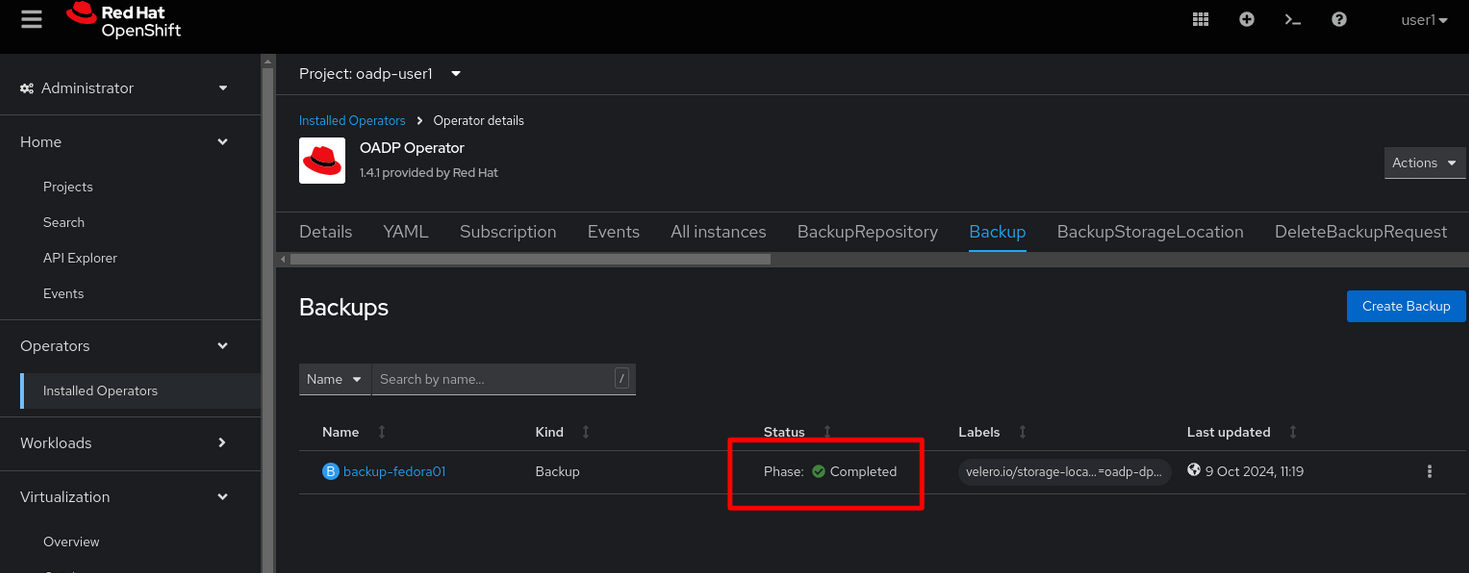 Red Hat
OpenShift
user1
Administrator
Home
Projects
Search
API Explorer
Events
Operators
Installed Operators
Workloads
Virtualization
Overview
Project: oadp-user1
Installed Operators > Operator details
OADP Operator
1.4.1 provided by Red Hat
Actions
Details YAML Subscription Events All instances BackupRepository Backup BackupStorageLocation DeleteBackupRequest
Backups
Create Backup
Name Search by name... /
Name Kind Status Labels Last updated
B backup-fedora01 Backup Phase: Completed velero.io/storage-loca...=oadp-dp... 9 Oct 2024, 11:19